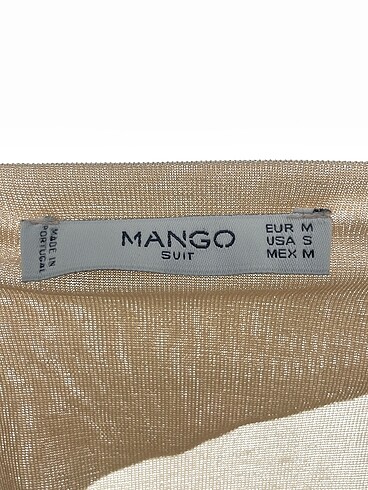 MADE IN
PORTUGAL
MANGO
SUIT
EUR M
USA S
MEX M